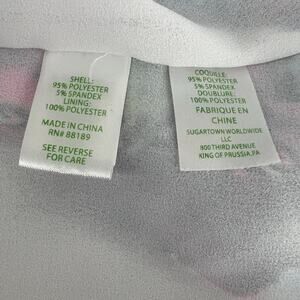 SHELL:
95% POLYESTER
5% SPANDEX
LINING:
100% POLYESTER
MADE IN CHINA
RN# 88189
SEE REVERSE
FOR CARE
COQUILLE:
95% POLYESTER
5% SPANDEX
DOUBLURE:
100% POLYESTER
FABRIQUE EN
CHINE
SUGARTOWN WORLDWIDE
LLC
800 THIRD AVENUE
KING OF PRUSSIA,PA